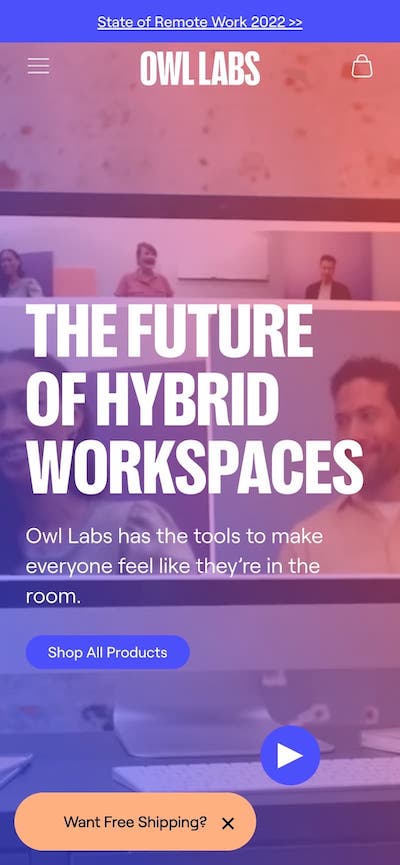 State of Remote Work 2022 >>
OWL LABS
THE FUTURE
OF HYBRID
WORKSPACES
Owl Labs has the tools to make
everyone feel like they’re in the
room.
Shop All Products
Want Free Shipping?